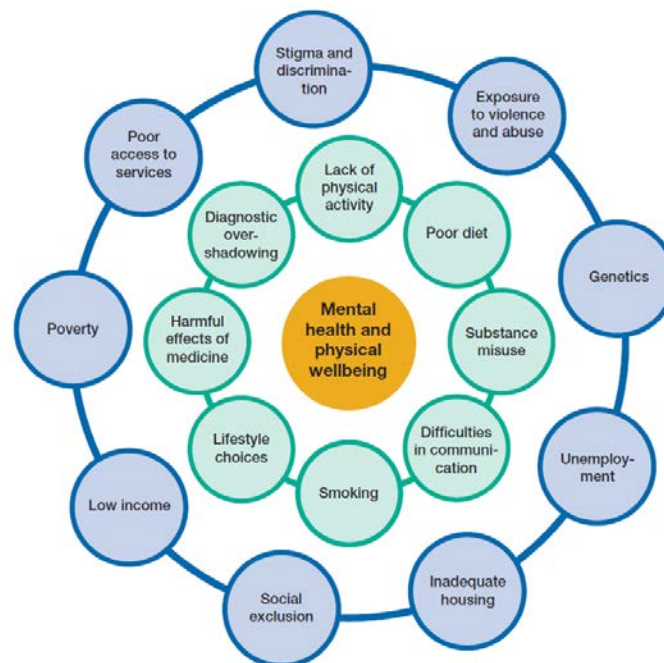 Stigma and
discrimina-
tion
Exposure
to violence
and abuse
Genetics
Unemploy-
ment
Inadequate
housing
Social
exclusion
Low income
Poverty
Poor
access to
services
Lack of
physical
activity
Poor diet
Substance
misuse
Difficulties
in communi-
cation
Smoking
Lifestyle
choices
Harmful
effects of
medicine
Diagnostic
over-
shadowing
Mental
health and
physical
wellbeing